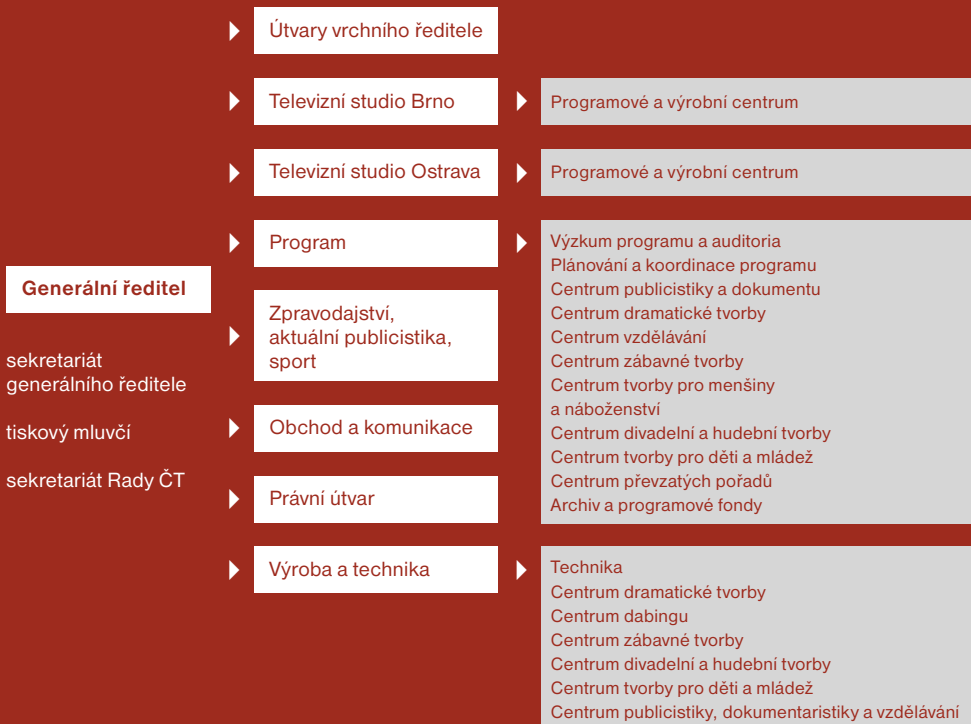 Generální ředitel
sekretariát
generálního ředitele
tiskový mluvčí
sekretariát Rady ČT
Útvary vrchního ředitele
Televizní studio Brno
Programové a výrobní centrum
Televizní studio Ostrava
Programové a výrobní centrum
Program
Výzkum programu a auditoria
Plánování a koordinace programu
Centrum publicistiky a dokumentu
Centrum dramatické tvorby
Centrum vzdělávání
Centrum zábavné tvorby
Centrum tvorby pro menšiny
a náboženství
Centrum divadelní a hudební tvorby
Centrum tvorby pro děti a mládež
Centrum převzatých pořadů
Archiv a programové fondy
Zpravodajství,
aktuální publicistika,
sport
Obchod a komunikace
Právní útvar
Výroba a technika
Technika
Centrum dramatické tvorby
Centrum dabingu
Centrum zábavné tvorby
Centrum divadelní a hudební tvorby
Centrum tvorby pro děti a mládež
Centrum publicistiky, dokumentaristiky a vzdělávání